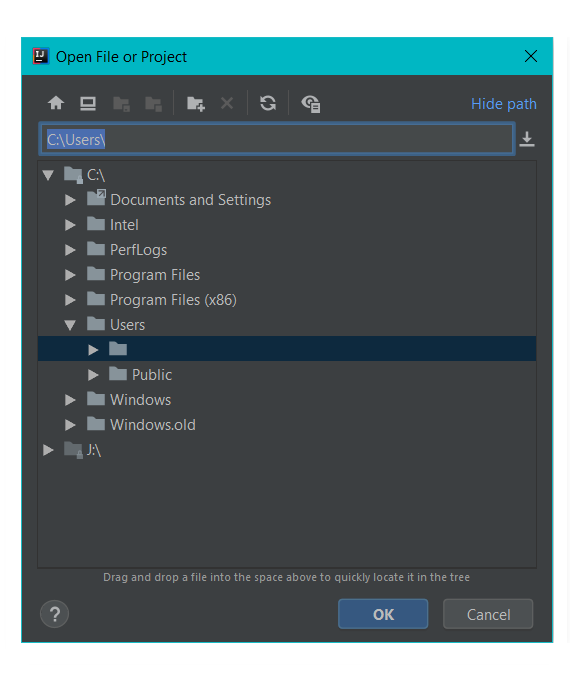 IJ Open File or Project
Hide path
C:\Users\
C:\
Documents and Settings
Intel
PerfLogs
Program Files
Program Files (x86)
Users
Public
Windows
Windows.old
J:\
Drag and drop a file into the space above to quickly locate it in the tree
? OK Cancel